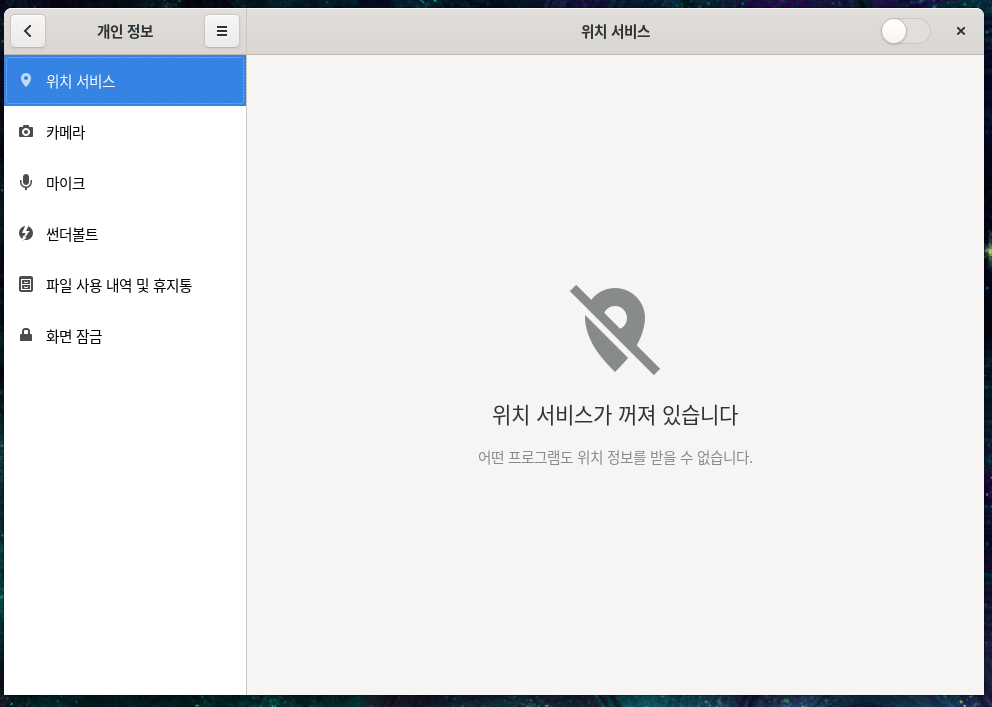 개인 정보
위치 서비스
위치 서비스
카메라
마이크
썬더볼트
파일 사용 내역 및 휴지통
화면 잠금
위치 서비스가 꺼져 있습니다
어떤 프로그램도 위치 정보를 받을 수 없습니다.